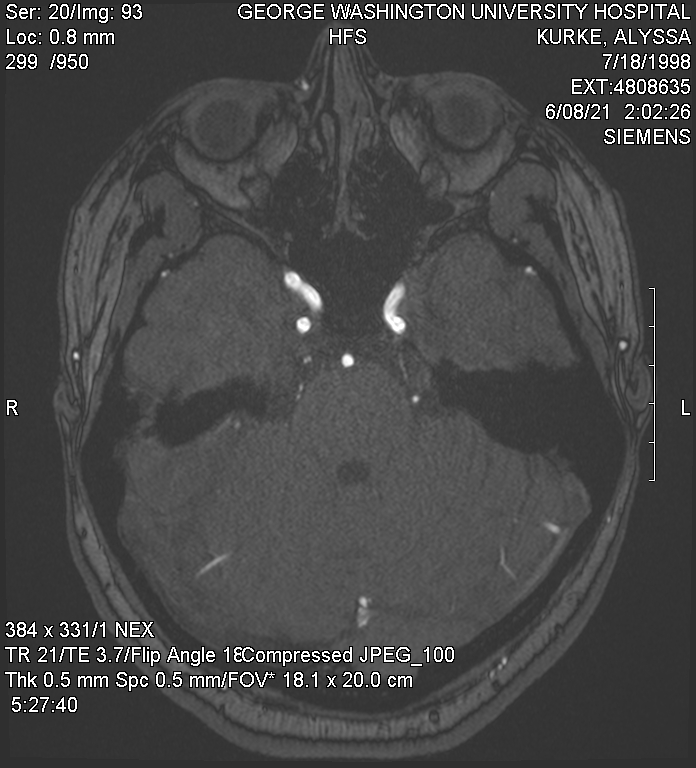 Ser: 20/Img: 93
Loc: 0.8 mm
299 /950
HFS
GEORGE WASHINGTON UNIVERSITY HOSPITAL
KURKE, ALYSSA
7/18/1998
EXT:4808635
6/08/21 2:02:26
SIEMENS
R
L
384 x 331/1 NEX
TR 21/TE 3.7/Flip Angle 18Compressed JPEG_100
Thk 0.5 mm Spc 0.5 mm/FOV* 18.1 x 20.0 cm
5:27:40